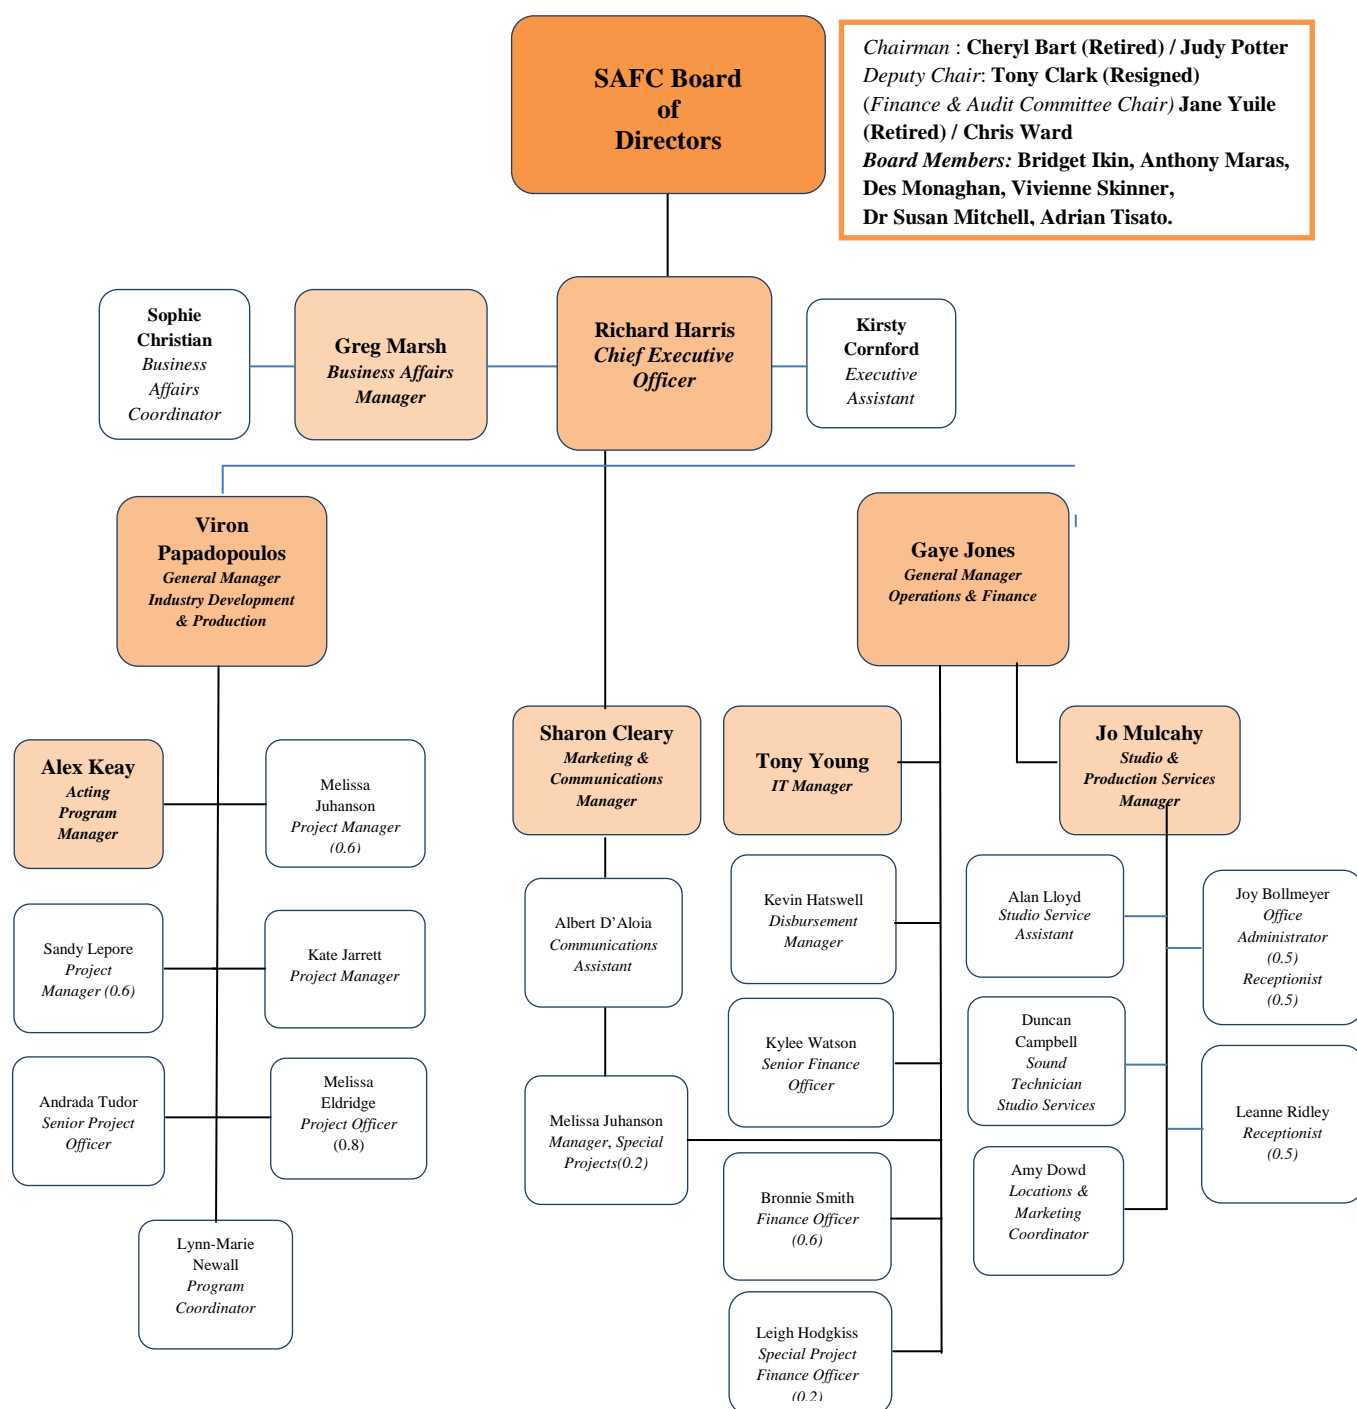 SAFC Board
of
Directors
Chairman : Cheryl Bart (Retired) / Judy Potter
Deputy Chair: Tony Clark (Resigned)
(Finance & Audit Committee Chair) Jane Yuile
(Retired) / Chris Ward
Board Members: Bridget Ikin, Anthony Maras,
Des Monaghan, Vivienne Skinner,
Dr Susan Mitchell, Adrian Tisato.
Sophie
Christian
Business
Affairs
Coordinator
Greg Marsh
Business Affairs
Manager
Richard Harris
Chief Executive
Officer
Kirsty
Cornford
Executive
Assistant
Viron
Papadopoulos
General Manager
Industry Development
& Production
Gaye Jones
General Manager
Operations & Finance
Alex Keay
Acting
Program
Manager
Melissa
Juhanson
Project Manager
(0.6)
Sharon Cleary
Marketing &
Communications
Manager
Tony Young
IT Manager
Jo Mulcahy
Studio &
Production Services
Manager
Sandy Lepore
Project
Manager (0.6)
Kate Jarrett
Project Manager
Albert D’Aloia
Communications
Assistant
Kevin Hatswell
Disbursement
Manager
Alan Lloyd
Studio Service
Assistant
Joy Bollmeyer
Office
Administrator
(0.5)
Receptionist
(0.5)
Andrada Tudor
Senior Project
Officer
Melissa
Eldridge
Project Officer
(0.8)
Melissa Juhanson
Manager, Special
Projects(0.2)
Kylee Watson
Senior Finance
Officer
Duncan
Campbell
Sound
Technician
Studio Services
Leanne Ridley
Receptionist
(0.5)
Lynn-Marie
Newall
Program
Coordinator
Bronnie Smith
Finance Officer
(0.6)
Amy Dowd
Locations &
Marketing
Coordinator
Leigh Hodgkiss
Special Project
Finance Officer
(0.2)